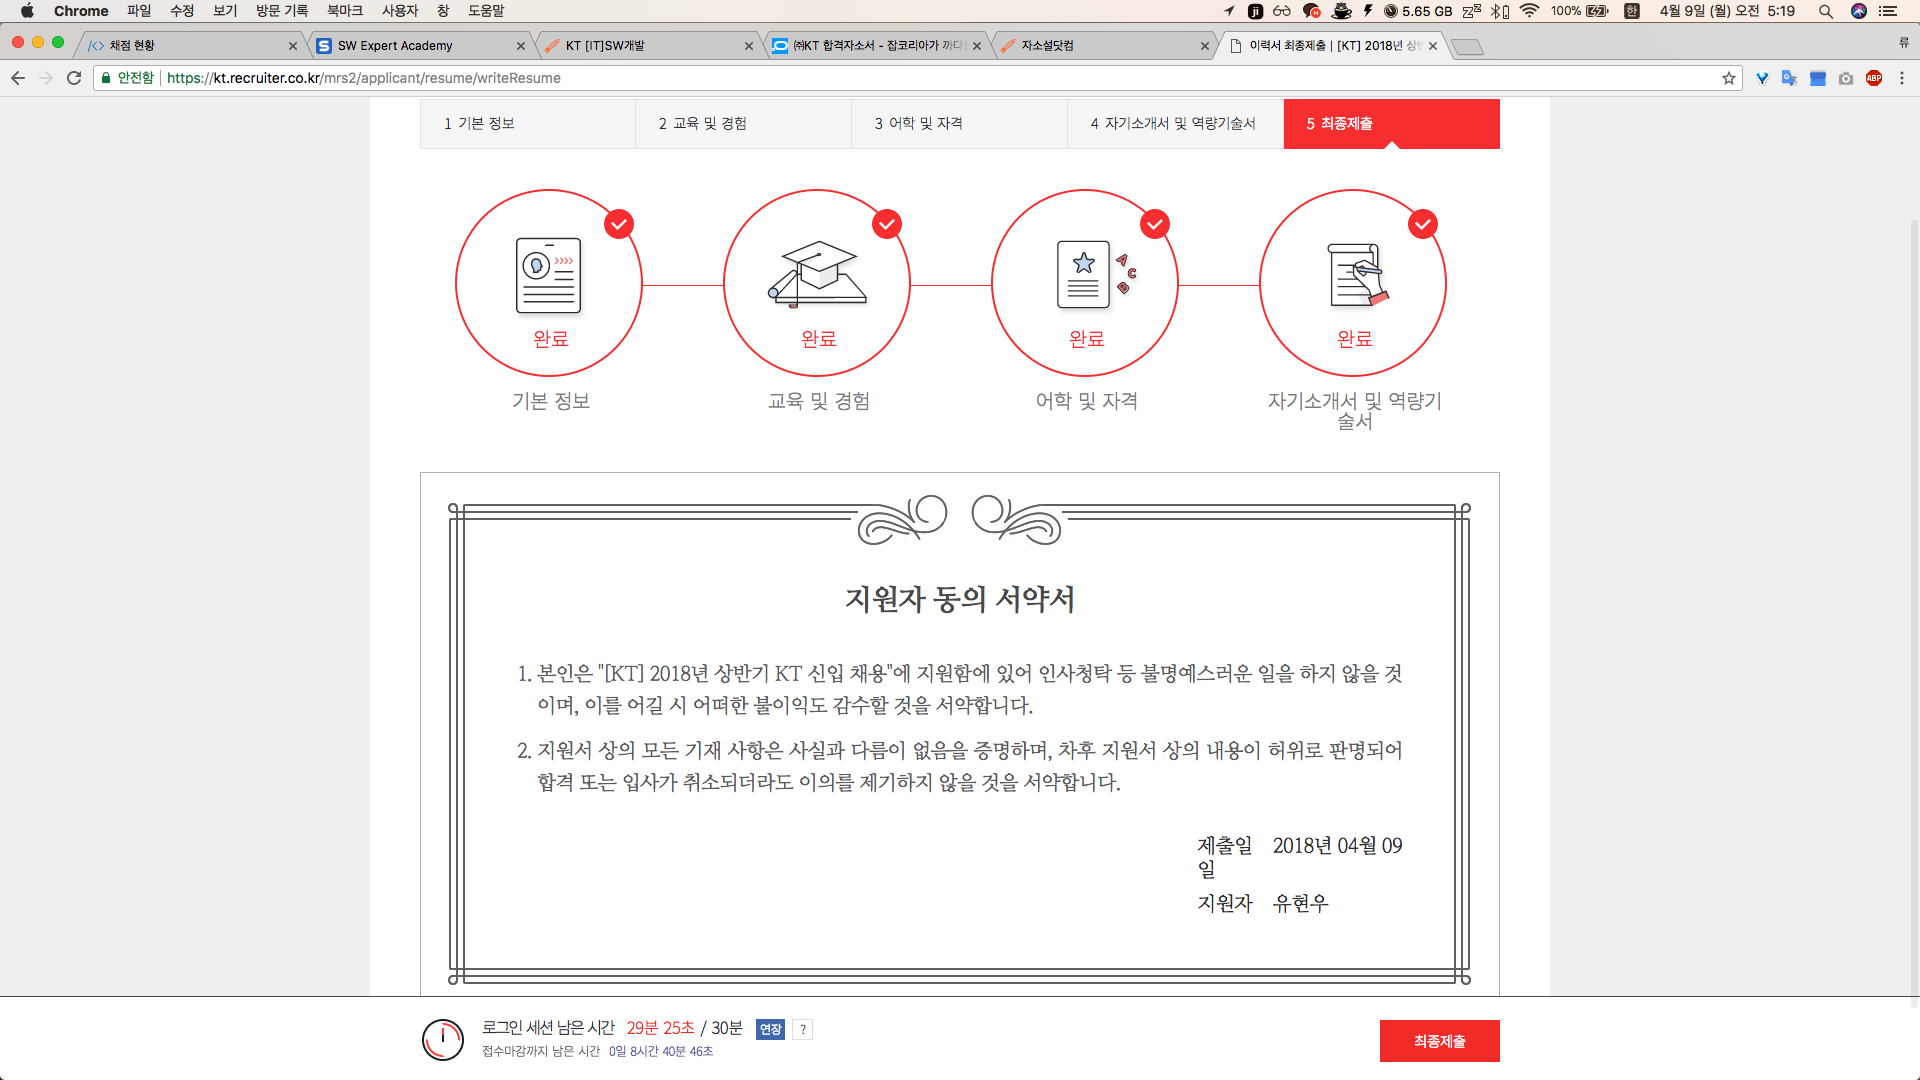 Chrome 파일 수정 보기 방문 기록 북마크 사용자 창 도움말
5.65 GB 100% 한 4월 9일 (월) 오전 5:19
채점 현황
SW Expert Academy
KT [IT]SW개발
㈜KT 합격자소서 - 잡코리아가 까다
자소설닷컴
이력서 최종제출 | [KT] 2018년 상반
류
안전함 https://kt.recruiter.co.kr/mrs2/applicant/resume/writeResume
ABP
1 기본 정보
2 교육 및 경험
3 어학 및 자격
4 자기소개서 및 역량기술서
5 최종제출
A
C
B
완료 완료 완료 완료
기본 정보
교육 및 경험
어학 및 자격
자기소개서 및 역량기
술서
지원자 동의 서약서
1. 본인은 "[KT] 2018년 상반기 KT 신입 채용"에 지원함에 있어 인사청탁 등 불명예스러운 일을 하지 않을 것
이며, 이를 어길 시 어떠한 불이익도 감수할 것을 서약합니다.
2. 지원서 상의 모든 기재 사항은 사실과 다름이 없음을 증명하며, 차후 지원서 상의 내용이 허위로 판명되어
합격 또는 입사가 취소되더라도 이의를 제기하지 않을 것을 서약합니다.
제출일 2018년 04월 09
일
지원자 유현우
로그인 세션 남은 시간 29분 25초 / 30분 연장 ?
접수마감까지 남은 시간 0일 8시간 40분 46초
최종제출